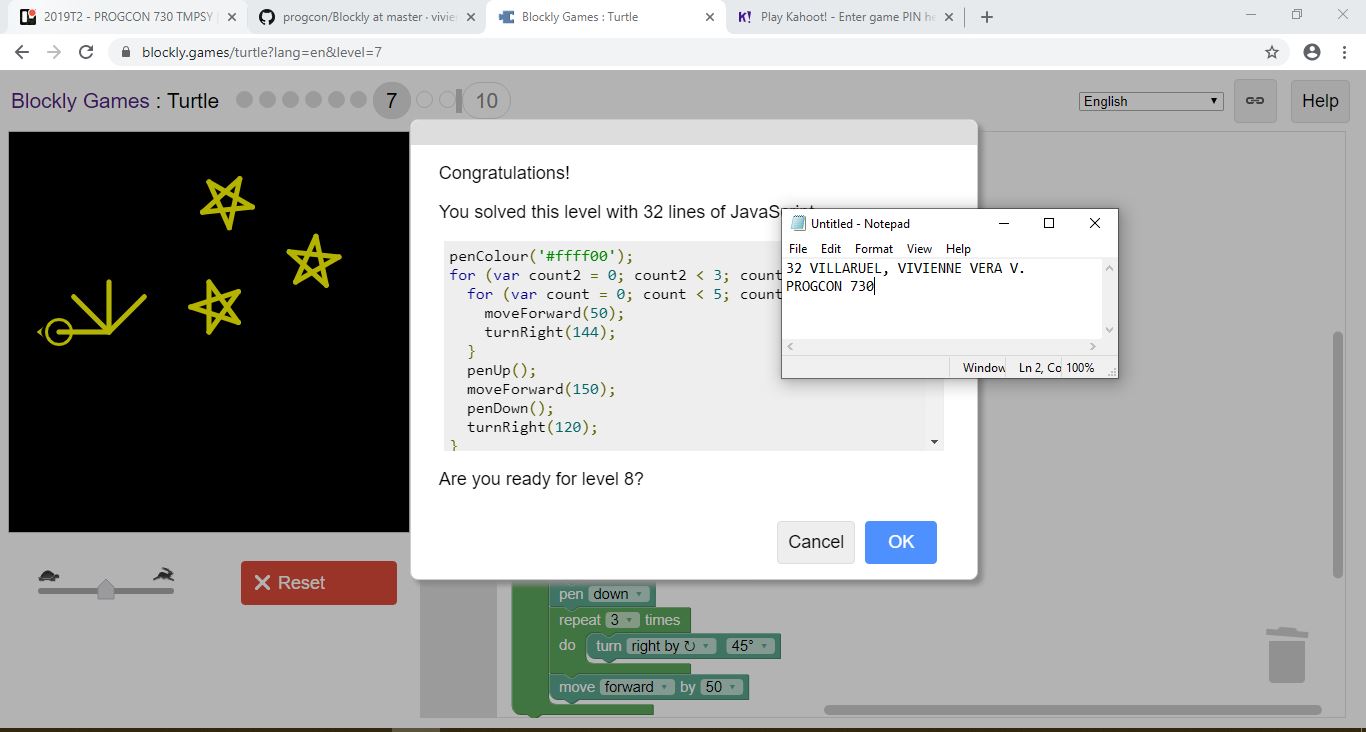 2019T2 - PROGCON 730 TMPSY
progcon/Blockly at master · vivie
Blockly Games : Turtle
Play Kahoot! - Enter game PIN he
blockly.games/turtle?lang=en&level=7
Blockly Games : Turtle
7
10
English
Help
Congratulations!
You solved this level with 32 lines of JavaScript
penColour('#ffff00');
for (var count2 = 0; count2 < 3; count
for (var count = 0; count < 5; count
moveForward(50);
turnRight(144);
}
penUp();
moveForward(150);
penDown();
turnRight(120);
}
Are you ready for level 8?
Cancel
OK
Untitled - Notepad
File Edit Format View Help
32 VILLARUEL, VIVIENNE VERA V.
PROGCON 730
Window Ln 2, Co 100%
Reset
pen down
repeat 3 times
do turn right by ↻ 45°
move forward by 50